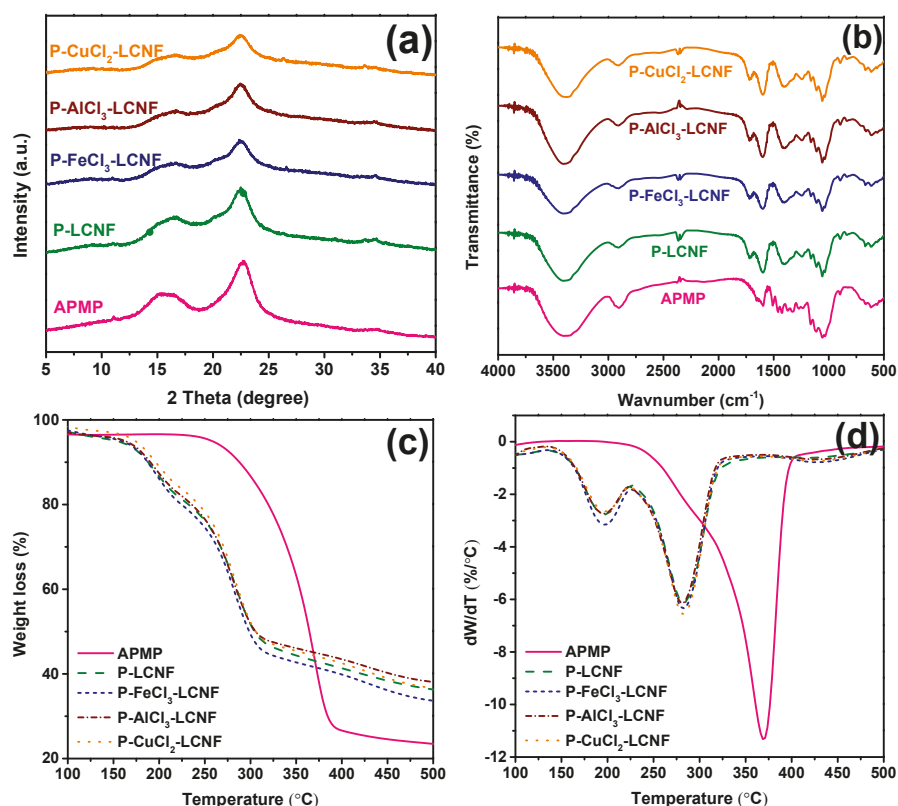 (a)
P-CuCl2-LCNF
P-AlCl3-LCNF
P-FeCl3-LCNF
P-LCNF
APMP
Intensity (a.u.)
5 10 15 20 25 30 35 40
2 Theta (degree)
(b)
P-CuCl2-LCNF
P-AlCl3-LCNF
P-FeCl3-LCNF
P-LCNF
APMP
Transmittance (%)
4000 3500 3000 2500 2000 1500 1000 500
Wavnumber (cm-1)
(c)
100
80
60
40
20
Weight loss (%)
APMP
P-LCNF
P-FeCl3-LCNF
P-AlCl3-LCNF
P-CuCl2-LCNF
100 150 200 250 300 350 400 450 500
Temperature (°C)
(d)
0
-2
-4
-6
-8
-10
-12
dW/dT (%/°C)
APMP
P-LCNF
P-FeCl3-LCNF
P-AlCl3-LCNF
P-CuCl2-LCNF
100 150 200 250 300 350 400 450 500
Temperature (°C)